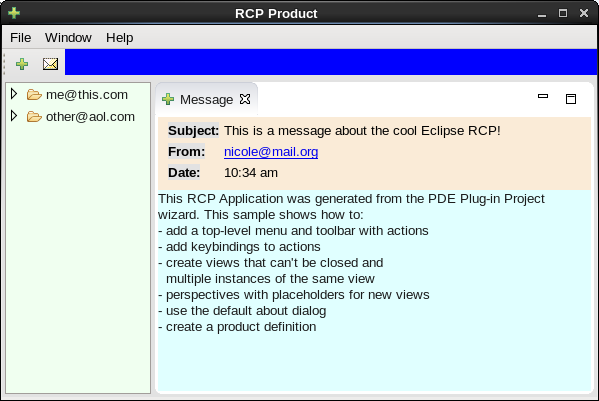 RCP Product
File Window Help
me@this.com
other@aol.com
Message
Subject: This is a message about the cool Eclipse RCP!
From: nicole@mail.org
Date: 10:34 am
This RCP Application was generated from the PDE Plug-in Project
wizard. This sample shows how to:
- add a top-level menu and toolbar with actions
- add keybindings to actions
- create views that can't be closed and
multiple instances of the same view
- perspectives with placeholders for new views
- use the default about dialog
- create a product definition